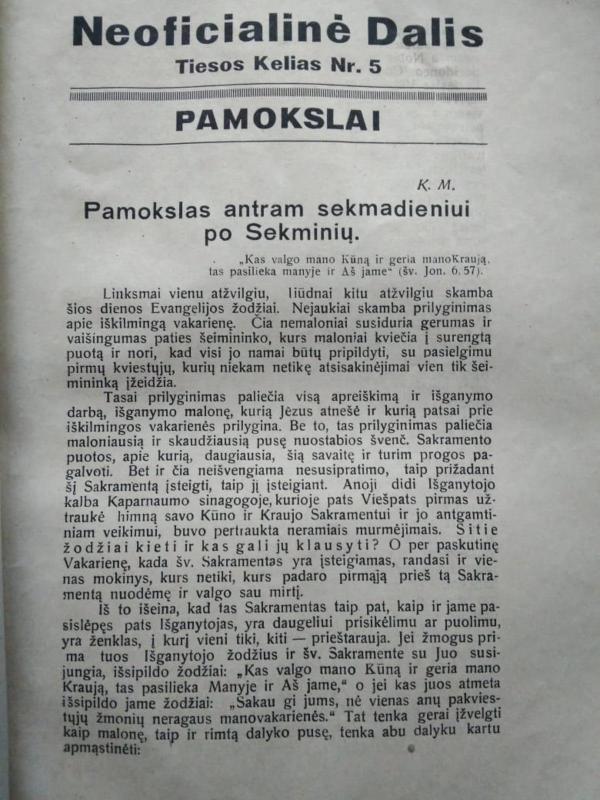 Neoficialinė Dalis
Tiesos Kelias Nr. 5
PAMOKSLAI
K. M.
Pamokslas antram sekmadieniui
po Sekminių.
„Kas valgo mano Kūną ir geria manoKraują,
tas pasilieka manyje ir Aš jame“ (šv. Jon. 6, 57).
Linksmai vienu atžvilgiu, liūdnai kitu atžvilgiu skamba
šios dienos Evangelijos žodžiai. Nejaukiai skamba prilyginimas
apie iškilmingą vakarienę. Čia nemaloniai susiduria gerumas ir
vaišingumas paties šeimininko, kurs maloniai kviečia į surengtą
puotą ir nori, kad visi jo namai būtų pripildyti, su pasielgimu
pirmų kviestųjų, kurių niekam netikę atsisakinėjimai vien tik šei-
mininką įžeidžia.
Tasai prilyginimas paliečia visą apreiškimą ir išganymo
darbą, išganymo malonę, kurią Jėzus atnešė ir kurią patsai prie
iškilmingos vakarienės prilygina. Be to, tas prilyginimas paliečia
maloniausią ir skaudžiausią pusę nuostabios švenč. Sakramento
puotos, apie kurią, daugiausia, šią savaitę ir turim progos pa-
galvoti. Bet ir čia neišvengiama nesusipratimo, taip prižadant
šį Sakramentą įsteigti, taip jį įsteigiant. Anoji didi Išganytojo
kalba Kaparnaumo sinagogoje, kurioje pats Viešpats pirmas už-
traukė himną savo Kūno ir Kraujo Sakramentui ir jo antgamti-
niam veikimui, buvo pertraukta neramiais murmėjimais. Sitie
žodžiai kieti ir kas gali jų klausyti? O per paskutinę
Vakarienę, kada šv. Sakramentas yra įsteigiamas, randasi ir vie-
nas mokinys, kurs netiki, kurs padaro pirmąją prieš tą Sakra-
mentą nuodėmę ir valgo sau mirtį.
Iš to išeina, kad tas Sakramentas taip pat, kaip ir jame pa-
sislėpęs pats Išganytojas, yra daugeliui prisikėlimu ar puolimu,
yra ženklas, į kurį vieni tiki, kiti — prieštarauja. Jei žmogus pri-
ma tuos Išganytojo žodžius ir šv. Sakramente su Juo susi-
jungia, išsipildo žodžiai: „Kas valgo mano Kūną ir geria mano
Kraują, tas pasilieka Manyje ir Aš jame,“ o jei kas juos atmeta
išsipildo jame žodžiai: „Sakau gi jums, nė vienas anų pakvies-
tųjų žmonių neragaus manovakarienės.“ Tat tenka gerai įžvelgti
kaip malonę, taip ir rimtą dalyko pusę, tenka abu dalyku kartu
apmąstinėti: